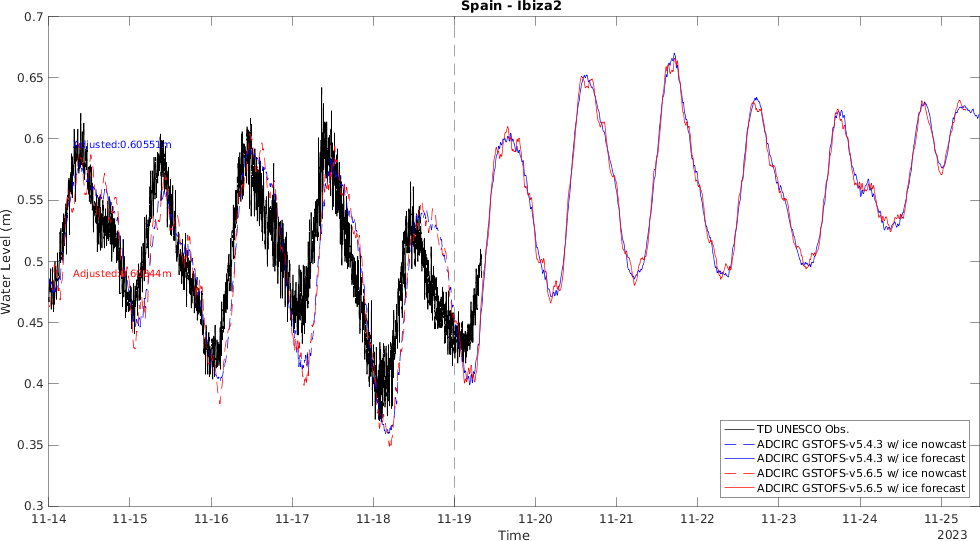 Spain - Ibiza2
0.7
0.65
0.6
0.55
0.5
0.45
0.4
0.35
0.3
Water Level (m)
Adjusted:0.60551m
TD UNESCO Obs.
ADCIRC GSTOFS-v5.4.3 w/ ice nowcast
ADCIRC GSTOFS-v5.4.3 w/ ice forecast
ADCIRC GSTOFS-v5.6.5 w/ ice nowcast
ADCIRC GSTOFS-v5.6.5 w/ ice forecast
11-14 11-15 11-16 11-17 11-18 11-19 11-20 11-21 11-22 11-23 11-24 11-25
Time
2023